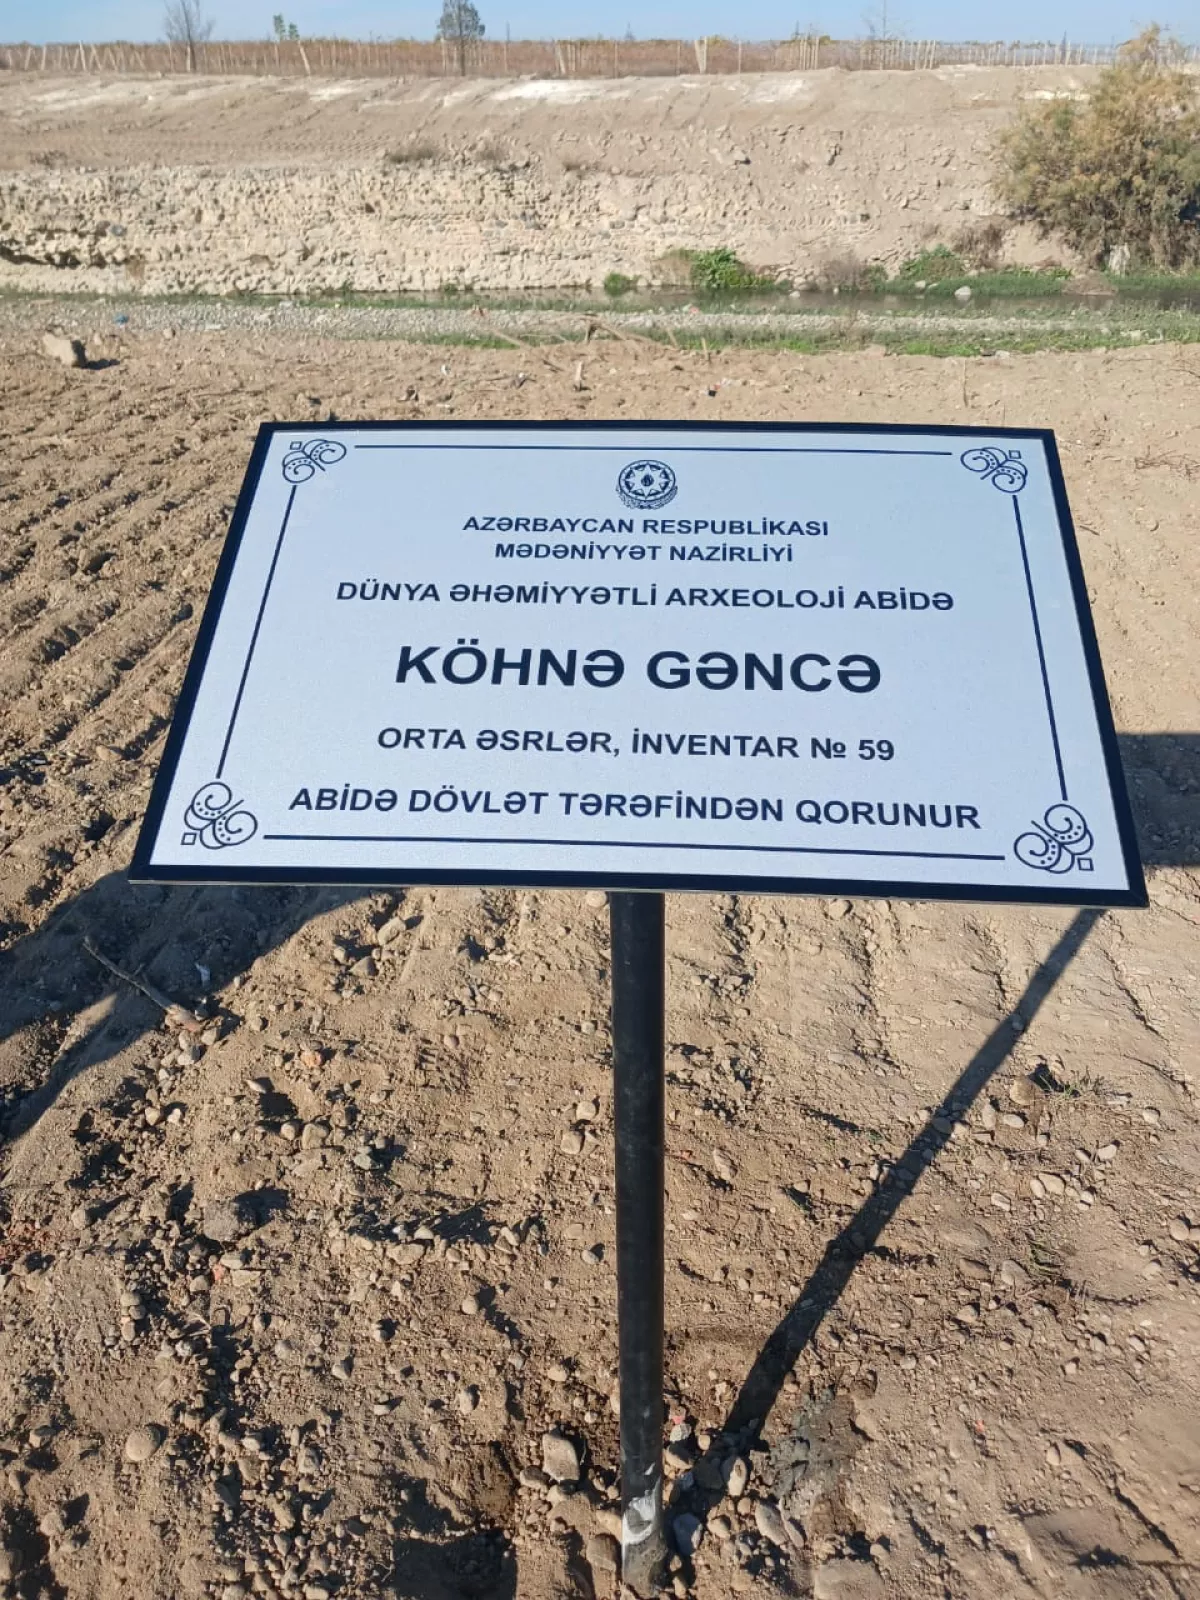 AZƏRBAYCAN RESPUBLİKASI
MƏDƏNİYYƏT NAZİRLİYİ
DÜNYA ƏHƏMİYYƏTLİ ARXEOLOJİ ABİDƏ
KÖHNƏ GƏNCƏ
ORTA ƏSRLƏR, İNVENTAR № 59
ABİDƏ DÖVLƏT TƏRƏFİNDƏN QORUNUR